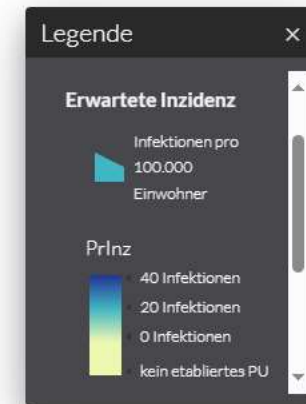 Legende
Erwartete Inzidenz
Infektionen pro
100.000
Einwohner
PrInz
40 Infektionen
20 Infektionen
0 Infektionen
kein etabliertes PU